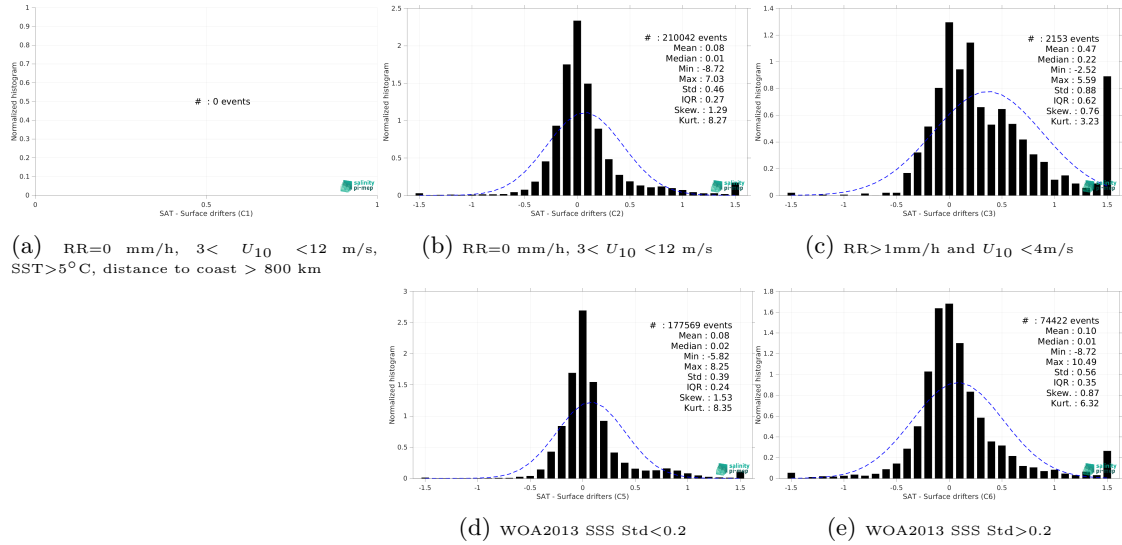 1
0.9
0.8
0.7
0.6
0.5
0.4
0.3
0.2
0.1
0
Normalized histogram
# : 0 events
salinity
pi-mep
0 0.5 1
SAT - Surface drifters (C1)
(a) RR=0 mm/h, 3< U10 <12 m/s,
SST>5°C, distance to coast > 800 km
2.5
2
1.5
1
0.5
0
Normalized histogram
# : 210042 events
Mean : 0.08
Median : 0.01
Min : -8.72
Max : 7.03
Std : 0.46
IQR : 0.27
Skew. : 1.29
Kurt. : 8.27
salinity
pi-mep
-1.5 -1 -0.5 0 0.5 1 1.5
SAT - Surface drifters (C2)
(b) RR=0 mm/h, 3< U10 <12 m/s
1.4
1.2
1
0.8
0.6
0.4
0.2
0
Normalized histogram
# : 2153 events
Mean : 0.47
Median : 0.22
Min : -2.52
Max : 5.59
Std : 0.88
IQR : 0.62
Skew. : 0.76
Kurt. : 3.23
salinity
pi-mep
-1.5 -1 -0.5 0 0.5 1 1.5
SAT - Surface drifters (C3)
(c) RR>1mm/h and U10 <4m/s
3
2.5
2
1.5
1
0.5
0
Normalized histogram
# : 177569 events
Mean : 0.08
Median : 0.02
Min : -5.82
Max : 8.25
Std : 0.39
IQR : 0.24
Skew. : 1.53
Kurt. : 8.35
salinity
pi-mep
-1.5 -1 -0.5 0 0.5 1 1.5
SAT - Surface drifters (C5)
(d) WOA2013 SSS Std<0.2
1.8
1.6
1.4
1.2
1
0.8
0.6
0.4
0.2
0
Normalized histogram
# : 74422 events
Mean : 0.10
Median : 0.01
Min : -8.72
Max : 10.49
Std : 0.56
IQR : 0.35
Skew. : 0.87
Kurt. : 6.32
salinity
pi-mep
-1.5 -1 -0.5 0 0.5 1 1.5
SAT - Surface drifters (C6)
(e) WOA2013 SSS Std>0.2